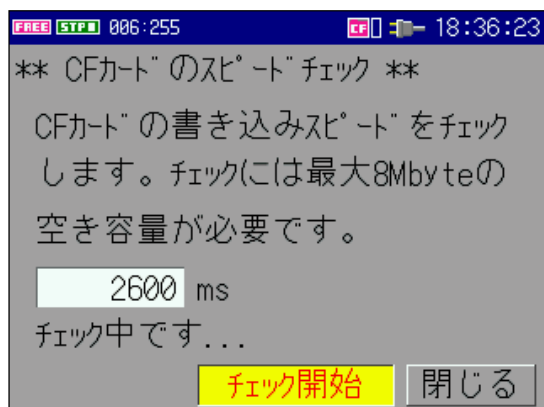 FREE STP 006:255 CF 18:36:23
** CFｶｰﾄﾞのｽﾋﾟｰﾄﾞﾁｪｯｸ **
CFｶｰﾄﾞの書き込みｽﾋﾟｰﾄﾞをﾁｪｯｸ
します。ﾁｪｯｸには最大8Mbyteの
空き容量が必要です。
2600 ms
ﾁｪｯｸ中です...
ﾁｪｯｸ開始 閉じる